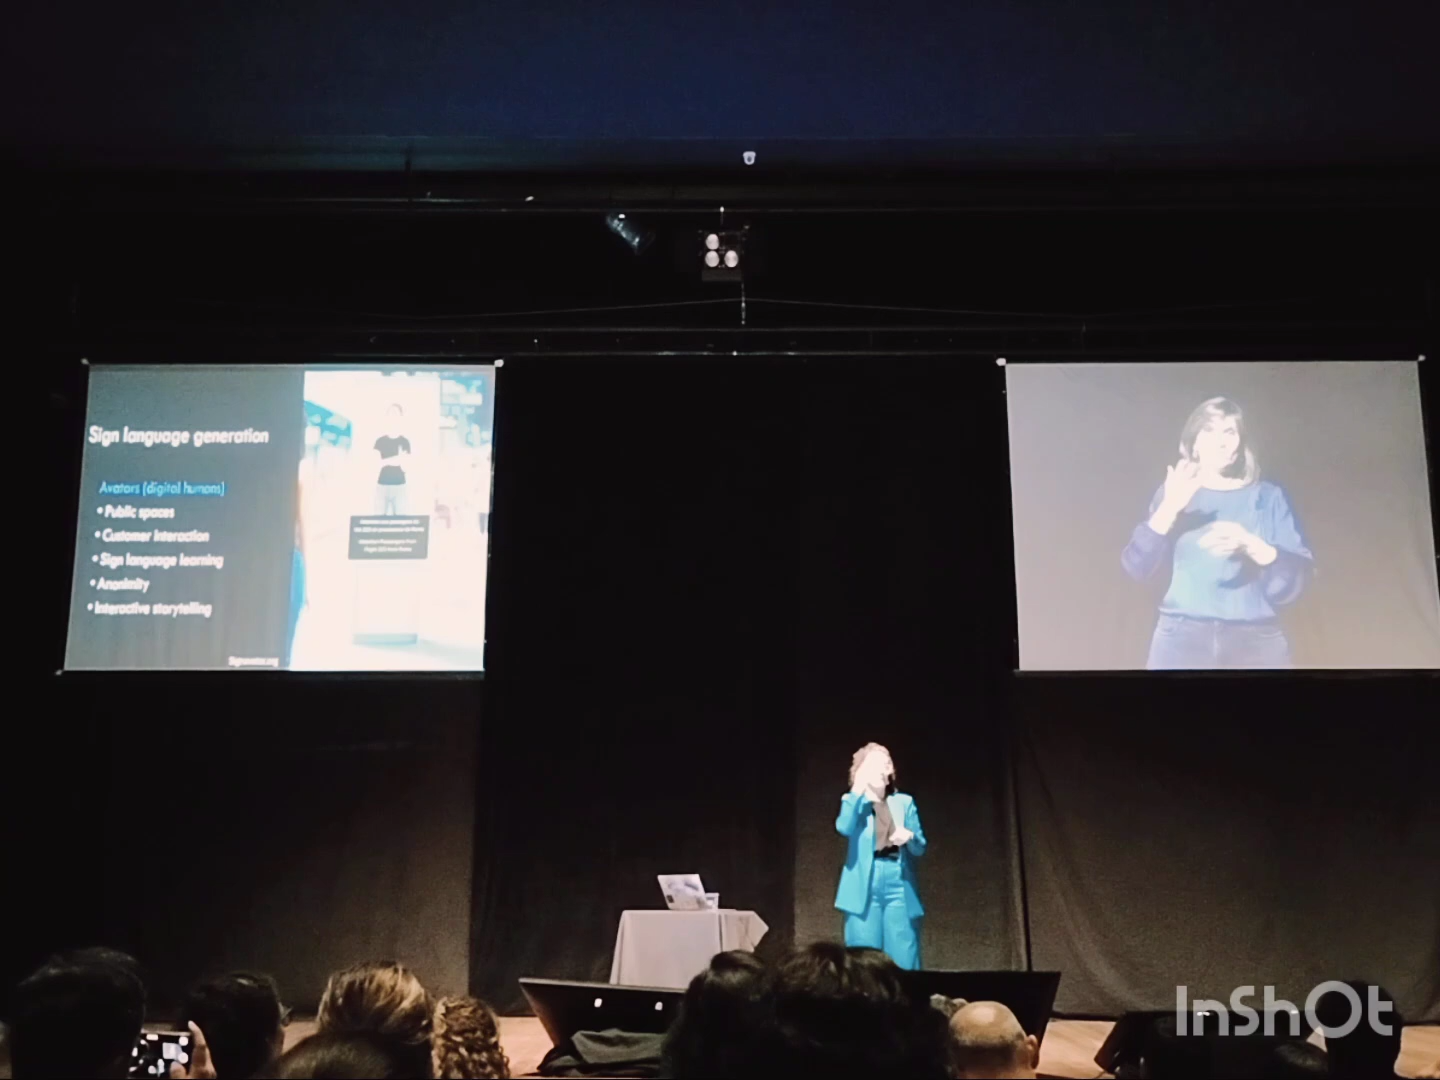 Sign language generation
Avatars (digital humans)
• Public spaces
• Customer Interaction
• Sign language learning
• Anonimity
• Interactive storytelling
InShOt